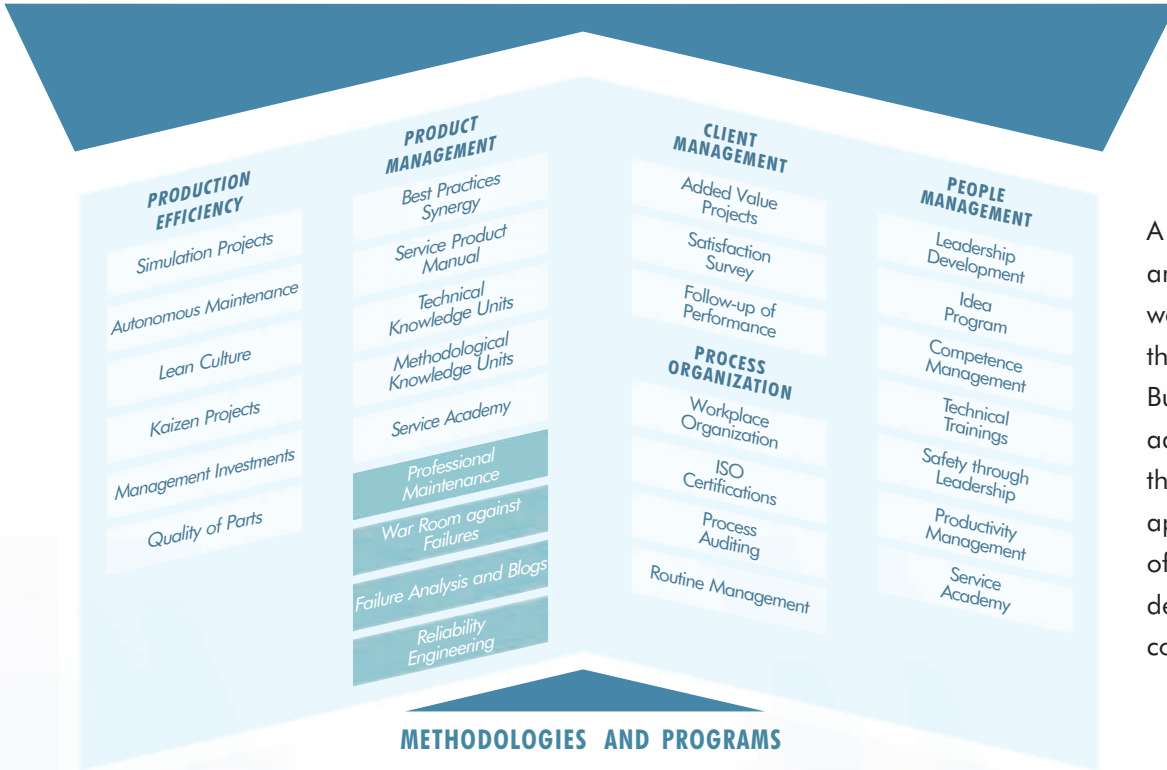 PRODUCTION
EFFICIENCY
Simulation Projects
Autonomous Maintenance
Lean Culture
Kaizen Projects
Management Investments
Quality of Parts
PRODUCT
MANAGEMENT
Best Practices
Synergy
Service Product
Manual
Technical
Knowledge Units
Methodological
Knowledge Units
Service Academy
Professional
Maintenance
War Room against
Failures
Failure Analysis and Blogs
Reliability
Engineering
CLIENT
MANAGEMENT
Added Value
Projects
Satisfaction
Survey
Follow-up of
Performance
PROCESS
ORGANIZATION
Workplace
Organization
ISO
Certifications
Process
Auditing
Routine Management
PEOPLE
MANAGEMENT
Leadership
Development
Idea
Program
Competence
Management
Technical
Trainings
Safety through
Leadership
Productivity
Management
Service
Academy
METHODOLOGIES AND PROGRAMS
A
th
of